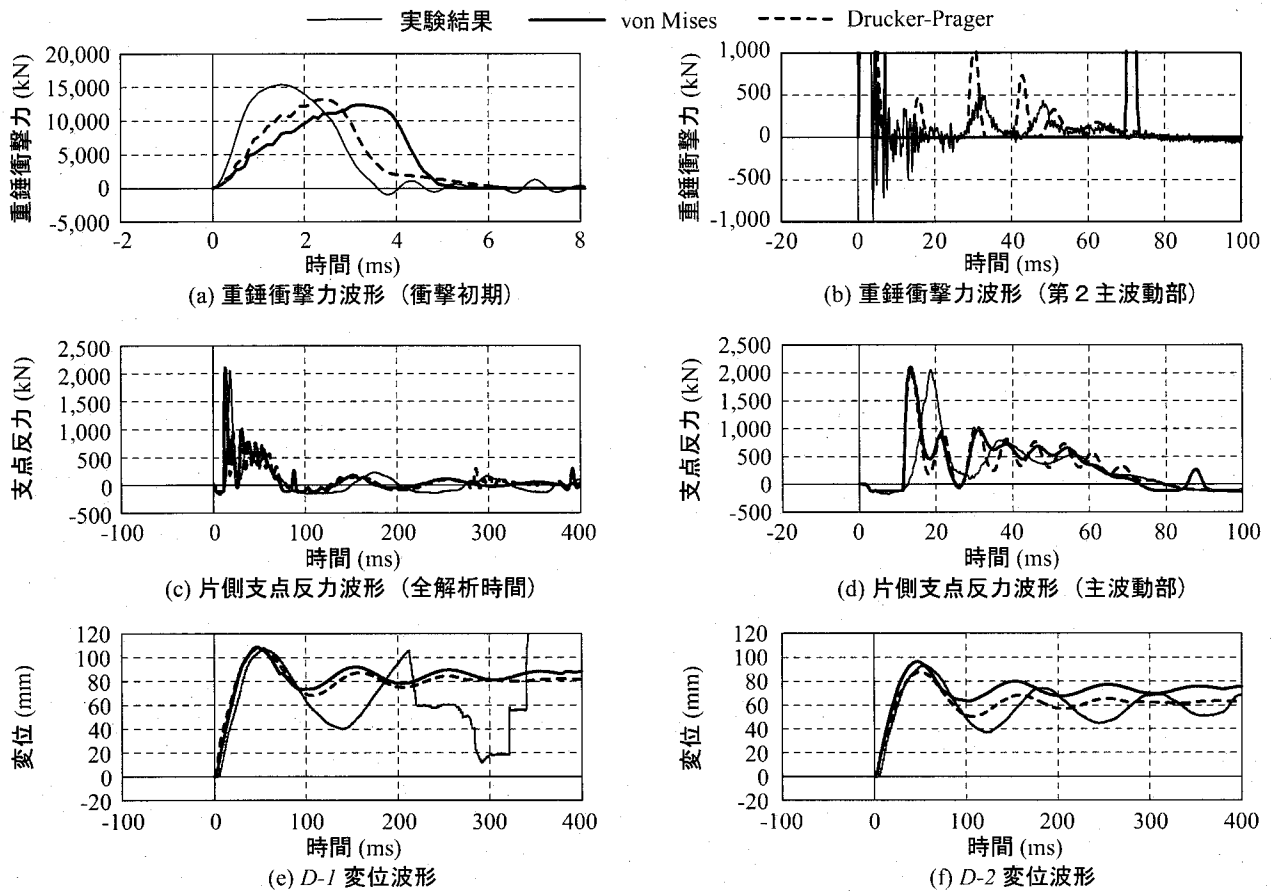 実験結果 von Mises Drucker-Prager
重錘衝撃力 (kN)
20,000
15,000
10,000
5,000
0
-5,000
-2 0 2 4 6 8
時間 (ms)
(a) 重錘衝撃力波形（衝撃初期）
重錘衝撃力 (kN)
1,000
500
0
-500
-1,000
-20 0 20 40 60 80 100
時間 (ms)
(b) 重錘衝撃力波形（第２主波動部）
支点反力 (kN)
2,500
2,000
1,500
1,000
500
0
-500
-100 0 100 200 300 400
時間 (ms)
(c) 片側支点反力波形（全解析時間）
支点反力 (kN)
2,500
2,000
1,500
1,000
500
0
-500
-20 0 20 40 60 80 100
時間 (ms)
(d) 片側支点反力波形（主波動部）
変位 (mm)
120
100
80
60
40
20
0
-20
-100 0 100 200 300 400
時間 (ms)
(e) D-1 変位波形
変位 (mm)
120
100
80
60
40
20
0
-20
-100 0 100 200 300 400
時間 (ms)
(f) D-2 変位波形